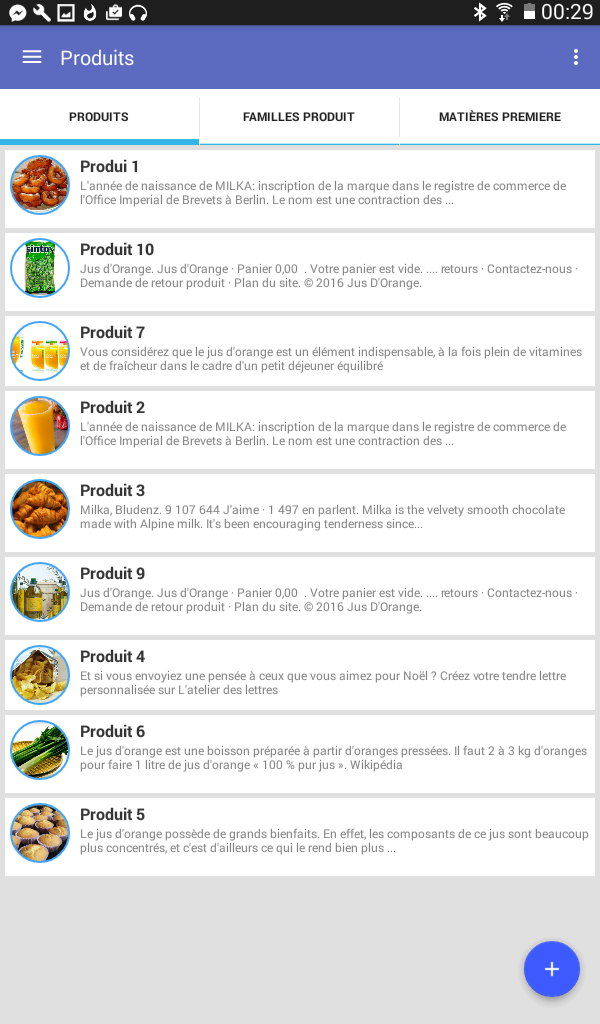 00:29
Produits
PRODUITS
FAMILLES PRODUIT
MATIÈRES PREMIERE
Produi 1
L'année de naissance de MILKA: inscription de la marque dans le registre de commerce de
l'Office Imperial de Brevets à Berlin. Le nom est une contraction des ...
Produit 10
Jus d'Orange. Jus d'Orange · Panier 0,00  . Votre panier est vide. .... retours · Contactez-nous ·
Demande de retour produit · Plan du site. © 2016 Jus D'Orange.
Produit 7
Vous considérez que le jus d'orange est un élément indispensable, à la fois plein de vitamines
et de fraîcheur dans le cadre d'un petit déjeuner équilibré
Produit 2
L'année de naissance de MILKA: inscription de la marque dans le registre de commerce de
l'Office Imperial de Brevets à Berlin. Le nom est une contraction des ...
Produit 3
Milka, Bludenz. 9 107 644 J'aime · 1 497 en parlent. Milka is the velvety smooth chocolate
made with Alpine milk. It's been encouraging tenderness since...
Produit 9
Jus d'Orange. Jus d'Orange · Panier 0,00  . Votre panier est vide. .... retours · Contactez-nous ·
Demande de retour produit · Plan du site. © 2016 Jus D'Orange.
Produit 4
Et si vous envoyiez une pensée à ceux que vous aimez pour Noël ? Créez votre tendre lettre
personnalisée sur L'atelier des lettres
Produit 6
Le jus d'orange est une boisson préparée à partir d'oranges pressées. Il faut 2 à 3 kg d'oranges
pour faire 1 litre de jus d'orange « 100 % pur jus ». Wikipédia
Produit 5
Le jus d'orange possède de grands bienfaits. En effet, les composants de ce jus sont beaucoup
plus concentrés, et c'est d'ailleurs ce qui le rend bien plus ...